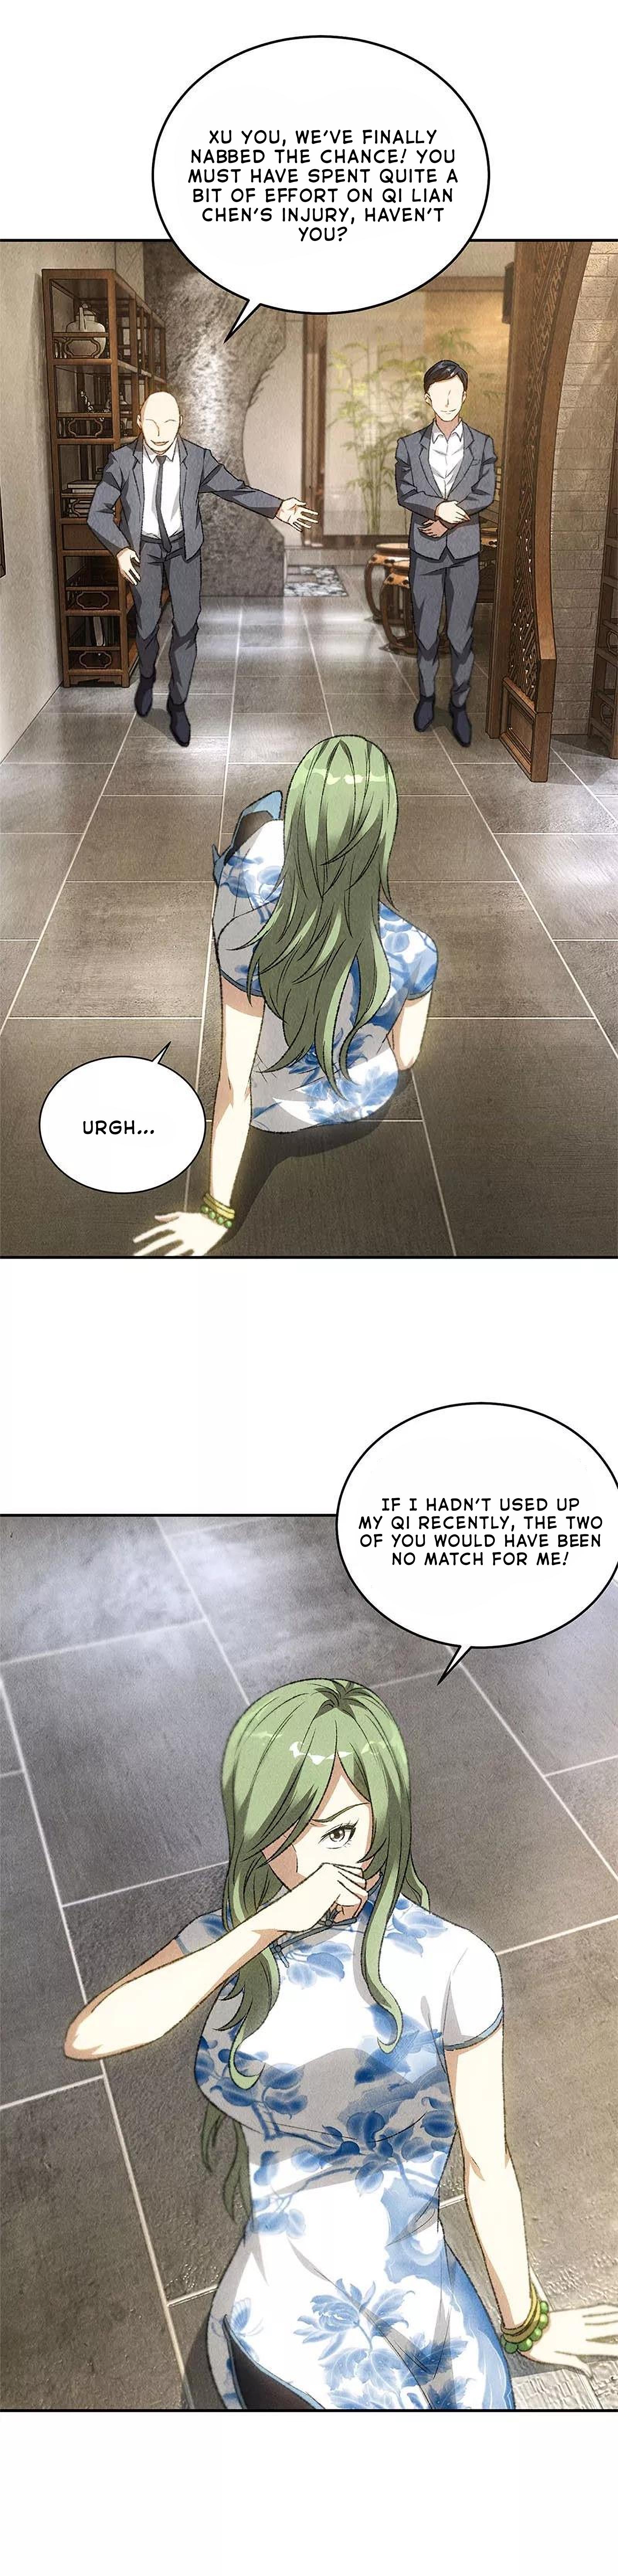 XU YOU, WE'VE FINALLY
NABBED THE CHANCE! YOU
MUST HAVE SPENT QUITE A
BIT OF EFFORT ON QI LIAN
CHEN'S INJURY, HAVEN'T
YOU?
URGH...
IF I HADN'T USED UP
MY QI RECENTLY, THE TWO
OF YOU WOULD HAVE BEEN
NO MATCH FOR ME!